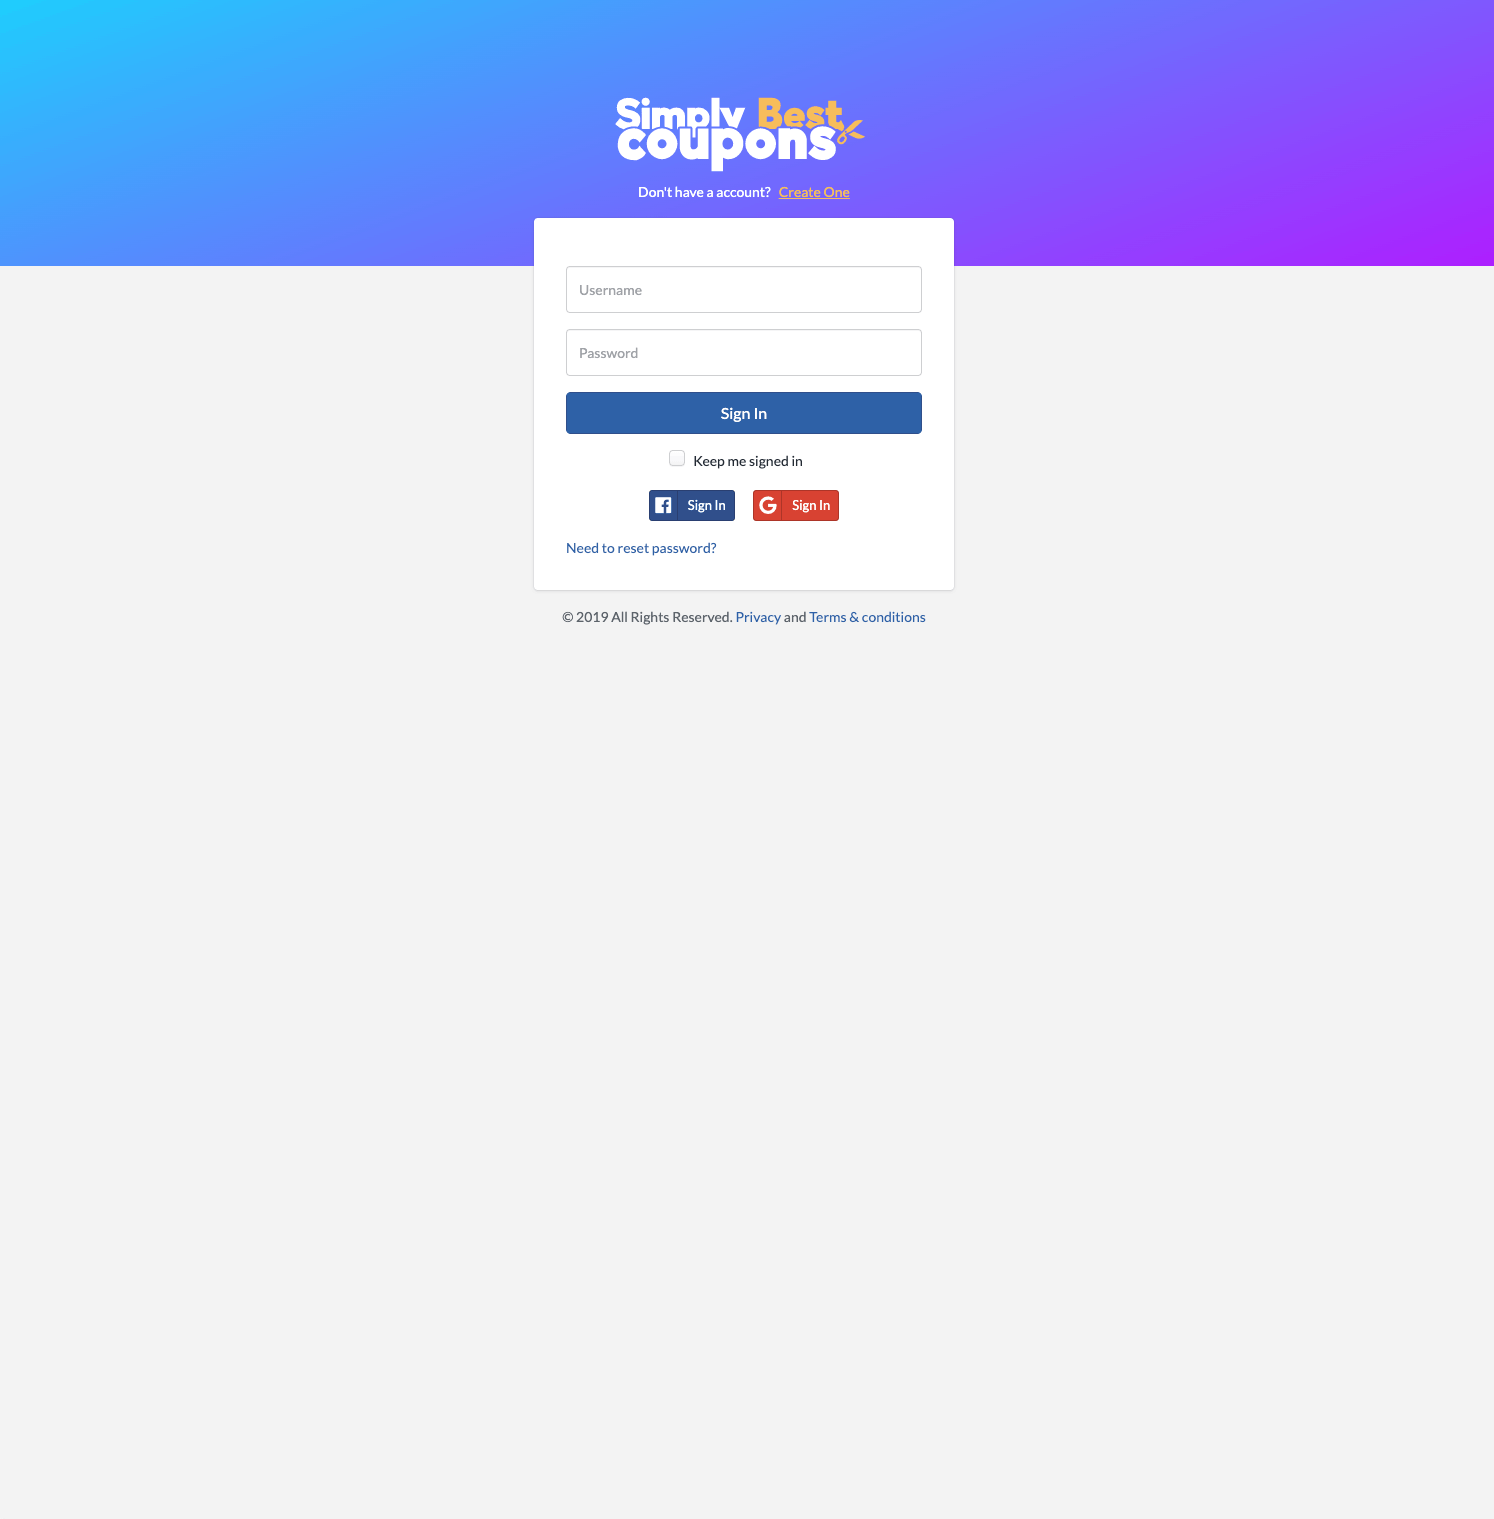 Simply Best
coupons
Don't have a account? Create One
Username
Password
Sign In
Keep me signed in
Sign In
Sign In
Need to reset password?
© 2019 All Rights Reserved. Privacy and Terms & conditions